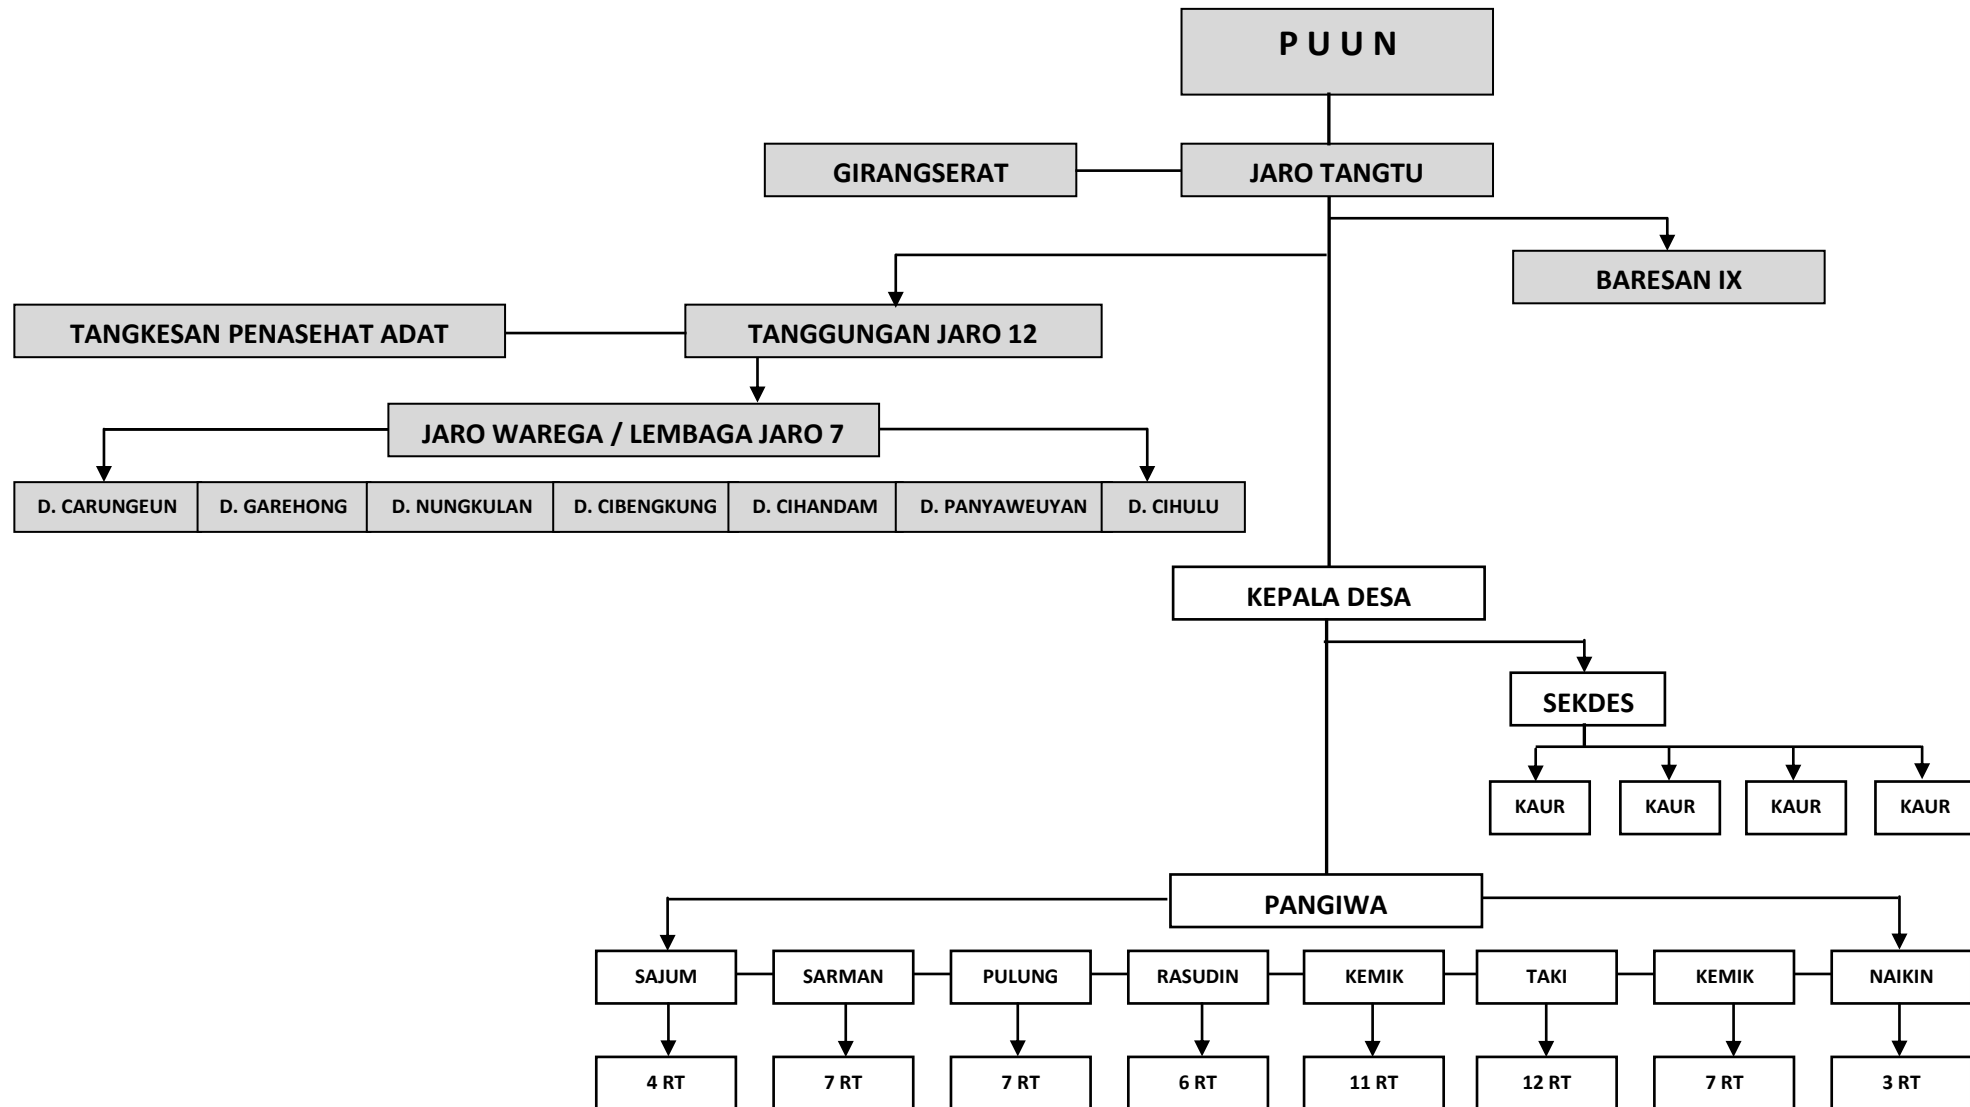 P U U N
GIRANGSERAT
JARO TANGTU
BARESAN IX
TANGKESAN PENASEHAT ADAT
TANGGUNGAN JARO 12
JARO WAREGA / LEMBAGA JARO 7
D. CARUNGEUN
D. GAREHONG
D. NUNGKULAN
D. CIBENGKUNG
D. CIHANDAM
D. PANYAWEUYAN
D. CIHULU
KEPALA DESA
SEKDES
KAUR
KAUR
KAUR
KAUR
PANGIWA
SAJUM
SARMAN
PULUNG
RASUDIN
KEMIK
TAKI
KEMIK
NAIKIN
4 RT
7 RT
7 RT
6 RT
11 RT
12 RT
7 RT
3 RT